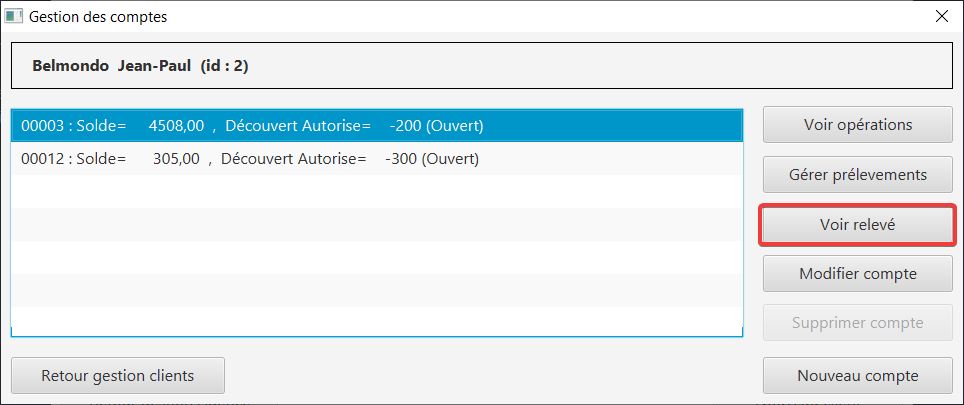 Gestion des comptes
Belmondo Jean-Paul (id : 2)
00003 : Solde= 4508,00 , Découvert Autorise= -200 (Ouvert)
00012 : Solde= 305,00 , Découvert Autorise= -300 (Ouvert)
Voir opérations
Gérer prélevements
Voir relevé
Modifier compte
Supprimer compte
Retour gestion clients
Nouveau compte